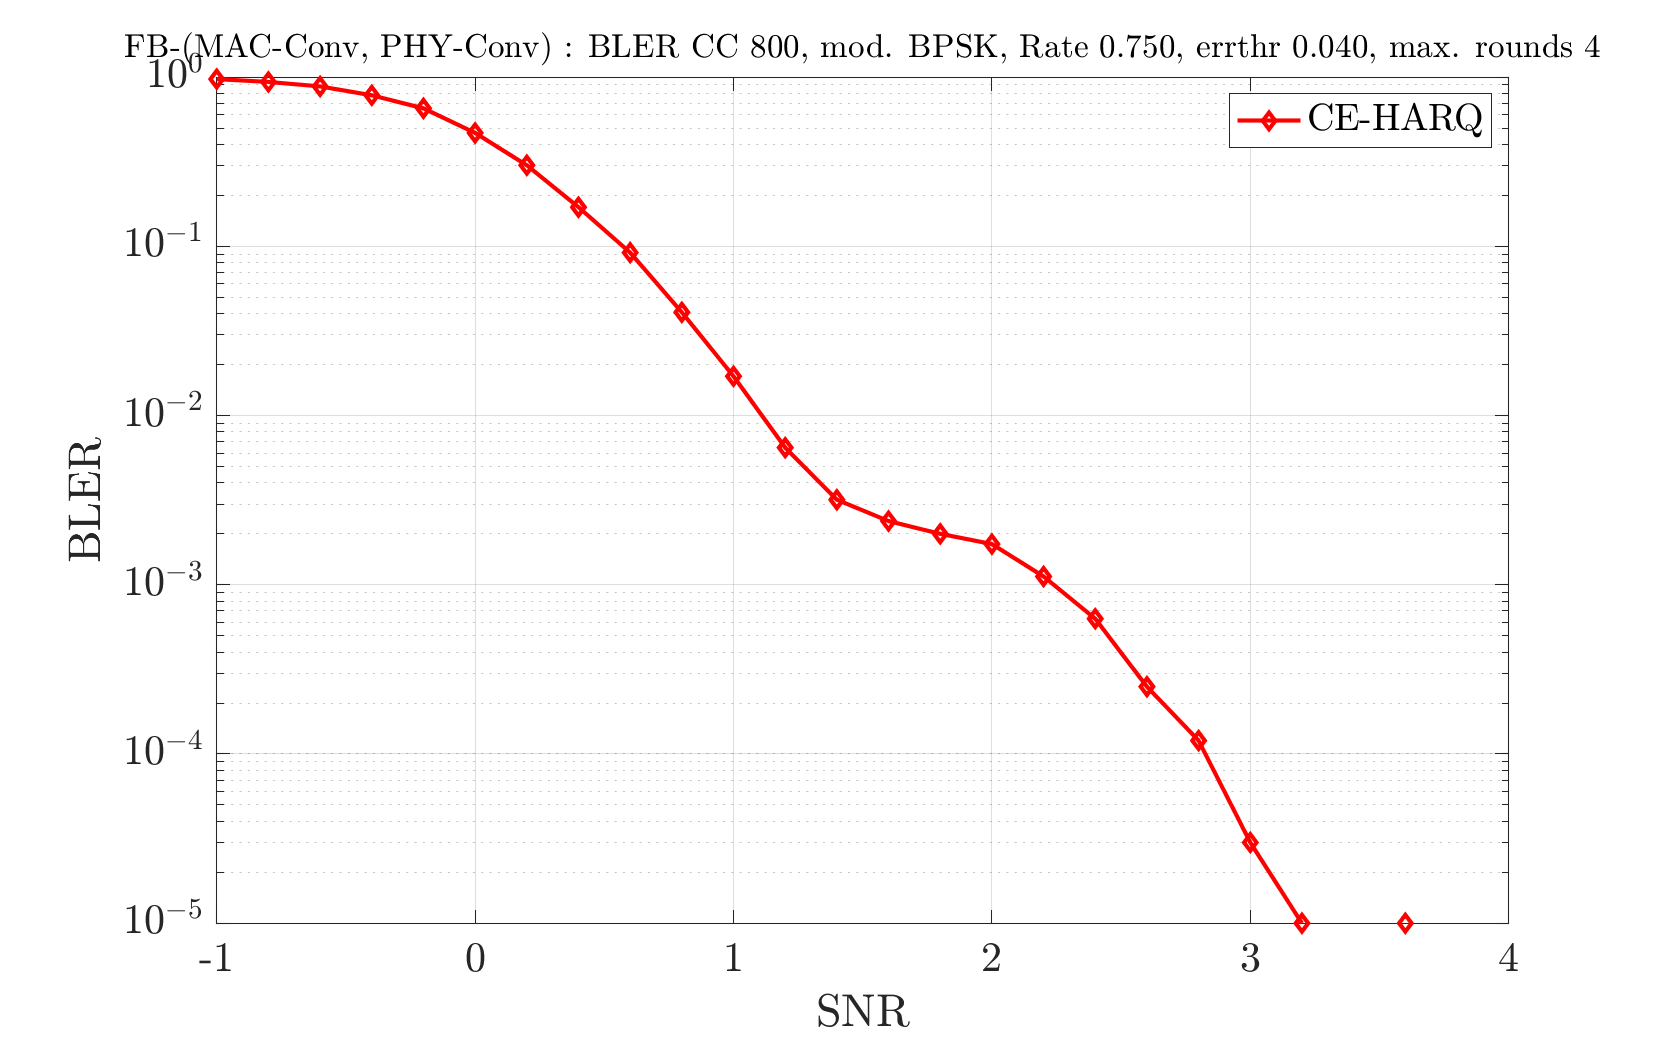 FB-(MAC-Conv, PHY-Conv) : BLER CC 800, mod. BPSK, Rate 0.750, errthr 0.040, max. rounds 4
10^0
CE-HARQ
10^{-1}
10^{-2}
BLER
10^{-3}
10^{-4}
10^{-5}
-1 0 1 2 3 4
SNR